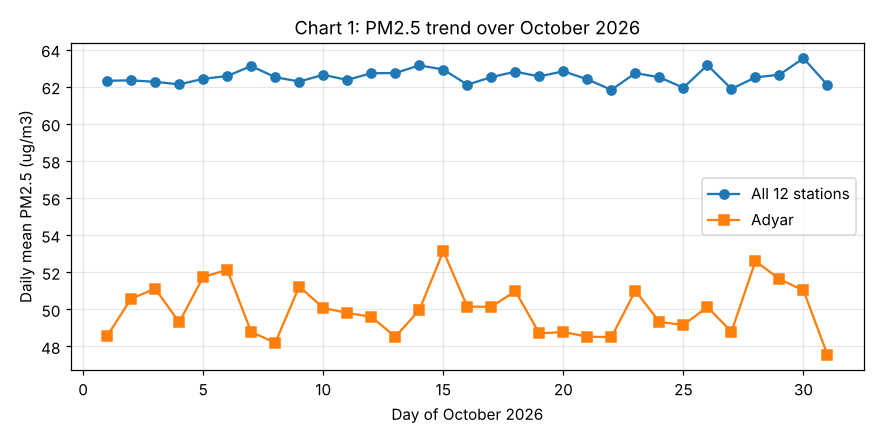 Chart 1: PM2.5 trend over October 2026
Daily mean PM2.5 (ug/m3)
64
62
60
58
56
54
52
50
48
All 12 stations
Adyar
0 5 10 15 20 25 30
Day of October 2026